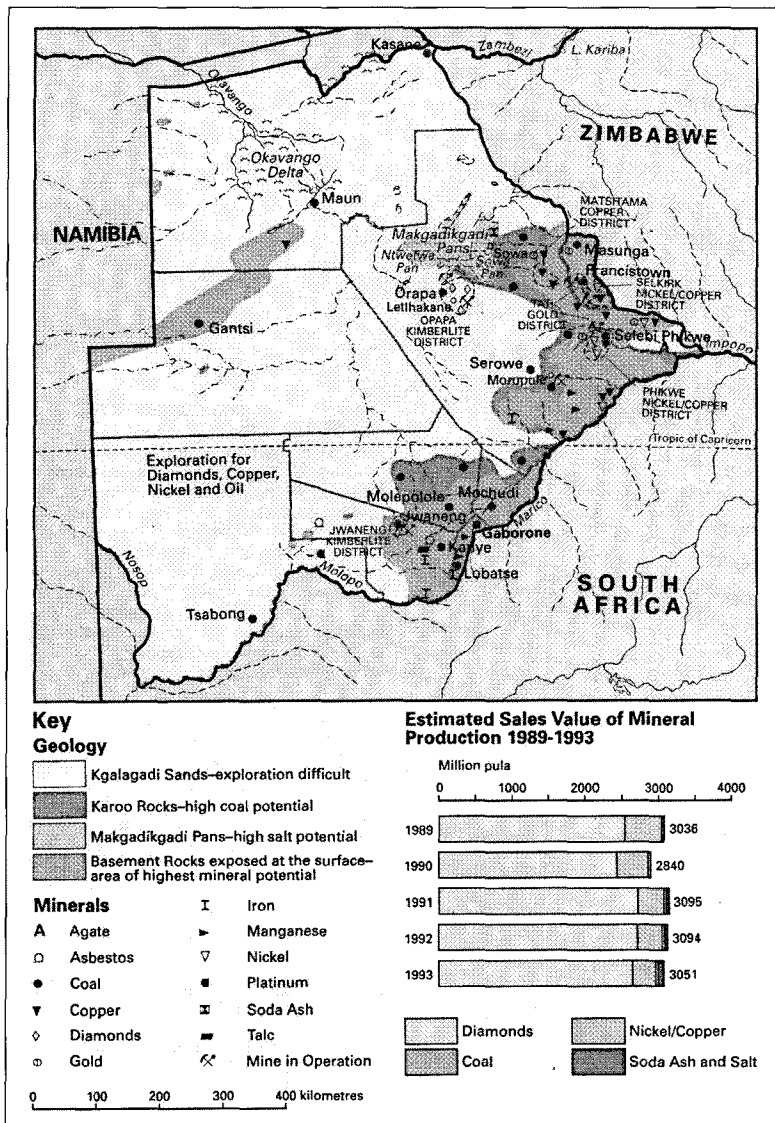 Kasane
Zambezi
L. Kariba
Okavango
ZIMBABWE
Okavango
Delta
MATSHAMA
COPPER
DISTRICT
Maun
NAMIBIA
Makgadikgadi
Pans
Sowa
Masunga
Ntwetwe
Pan
Sowa
Pan
Francistown
SELKIRK
NICKEL/COPPER
DISTRICT
Orapa
Letlhakane
OPAPA
KIMBERLITE
DISTRICT
TATI
GOLD
DISTRICT
Gantsi
Selebi Phikwe
Limpopo
Serowe
Morupule
PHIKWE
NICKEL/COPPER
DISTRICT
Tropic of Capricorn
Exploration for
Diamonds, Copper,
Nickel and Oil
Molepolole
Mochudi
Marico
Jwaneng
JWANENG
KIMBERLITE
DISTRICT
Gaborone
Kanye
Nosop
Molopo
Lobatse
SOUTH
AFRICA
Tsabong
Key
Geology
Kgalagadi Sands–exploration difficult
Karoo Rocks–high coal potential
Makgadikgadi Pans–high salt potential
Basement Rocks exposed at the surface–
area of highest mineral potential
Minerals
A Agate
Asbestos
Coal
Copper
Diamonds
Gold
Iron
Manganese
Nickel
Platinum
Soda Ash
Talc
Mine in Operation
0 100 200 300 400 kilometres
Estimated Sales Value of Mineral
Production 1989-1993
Million pula
0 1000 2000 3000 4000
1989 3036
1990 2840
1991 3095
1992 3094
1993 3051
Diamonds
Nickel/Copper
Coal
Soda Ash and Salt